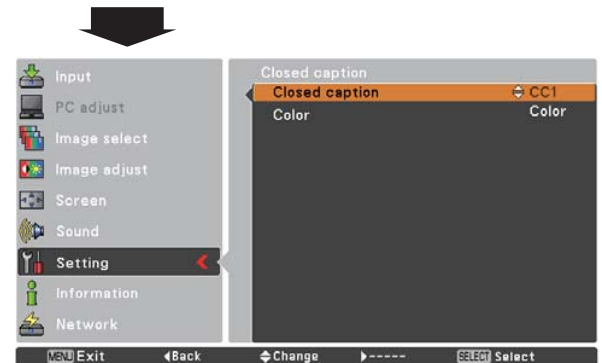 Input
PC adjust
Image select
Image adjust
Screen
Sound
Setting
Information
Network
Closed caption
Closed caption CC1
Color Color
MENU Exit Back Change ----- SELECT Select